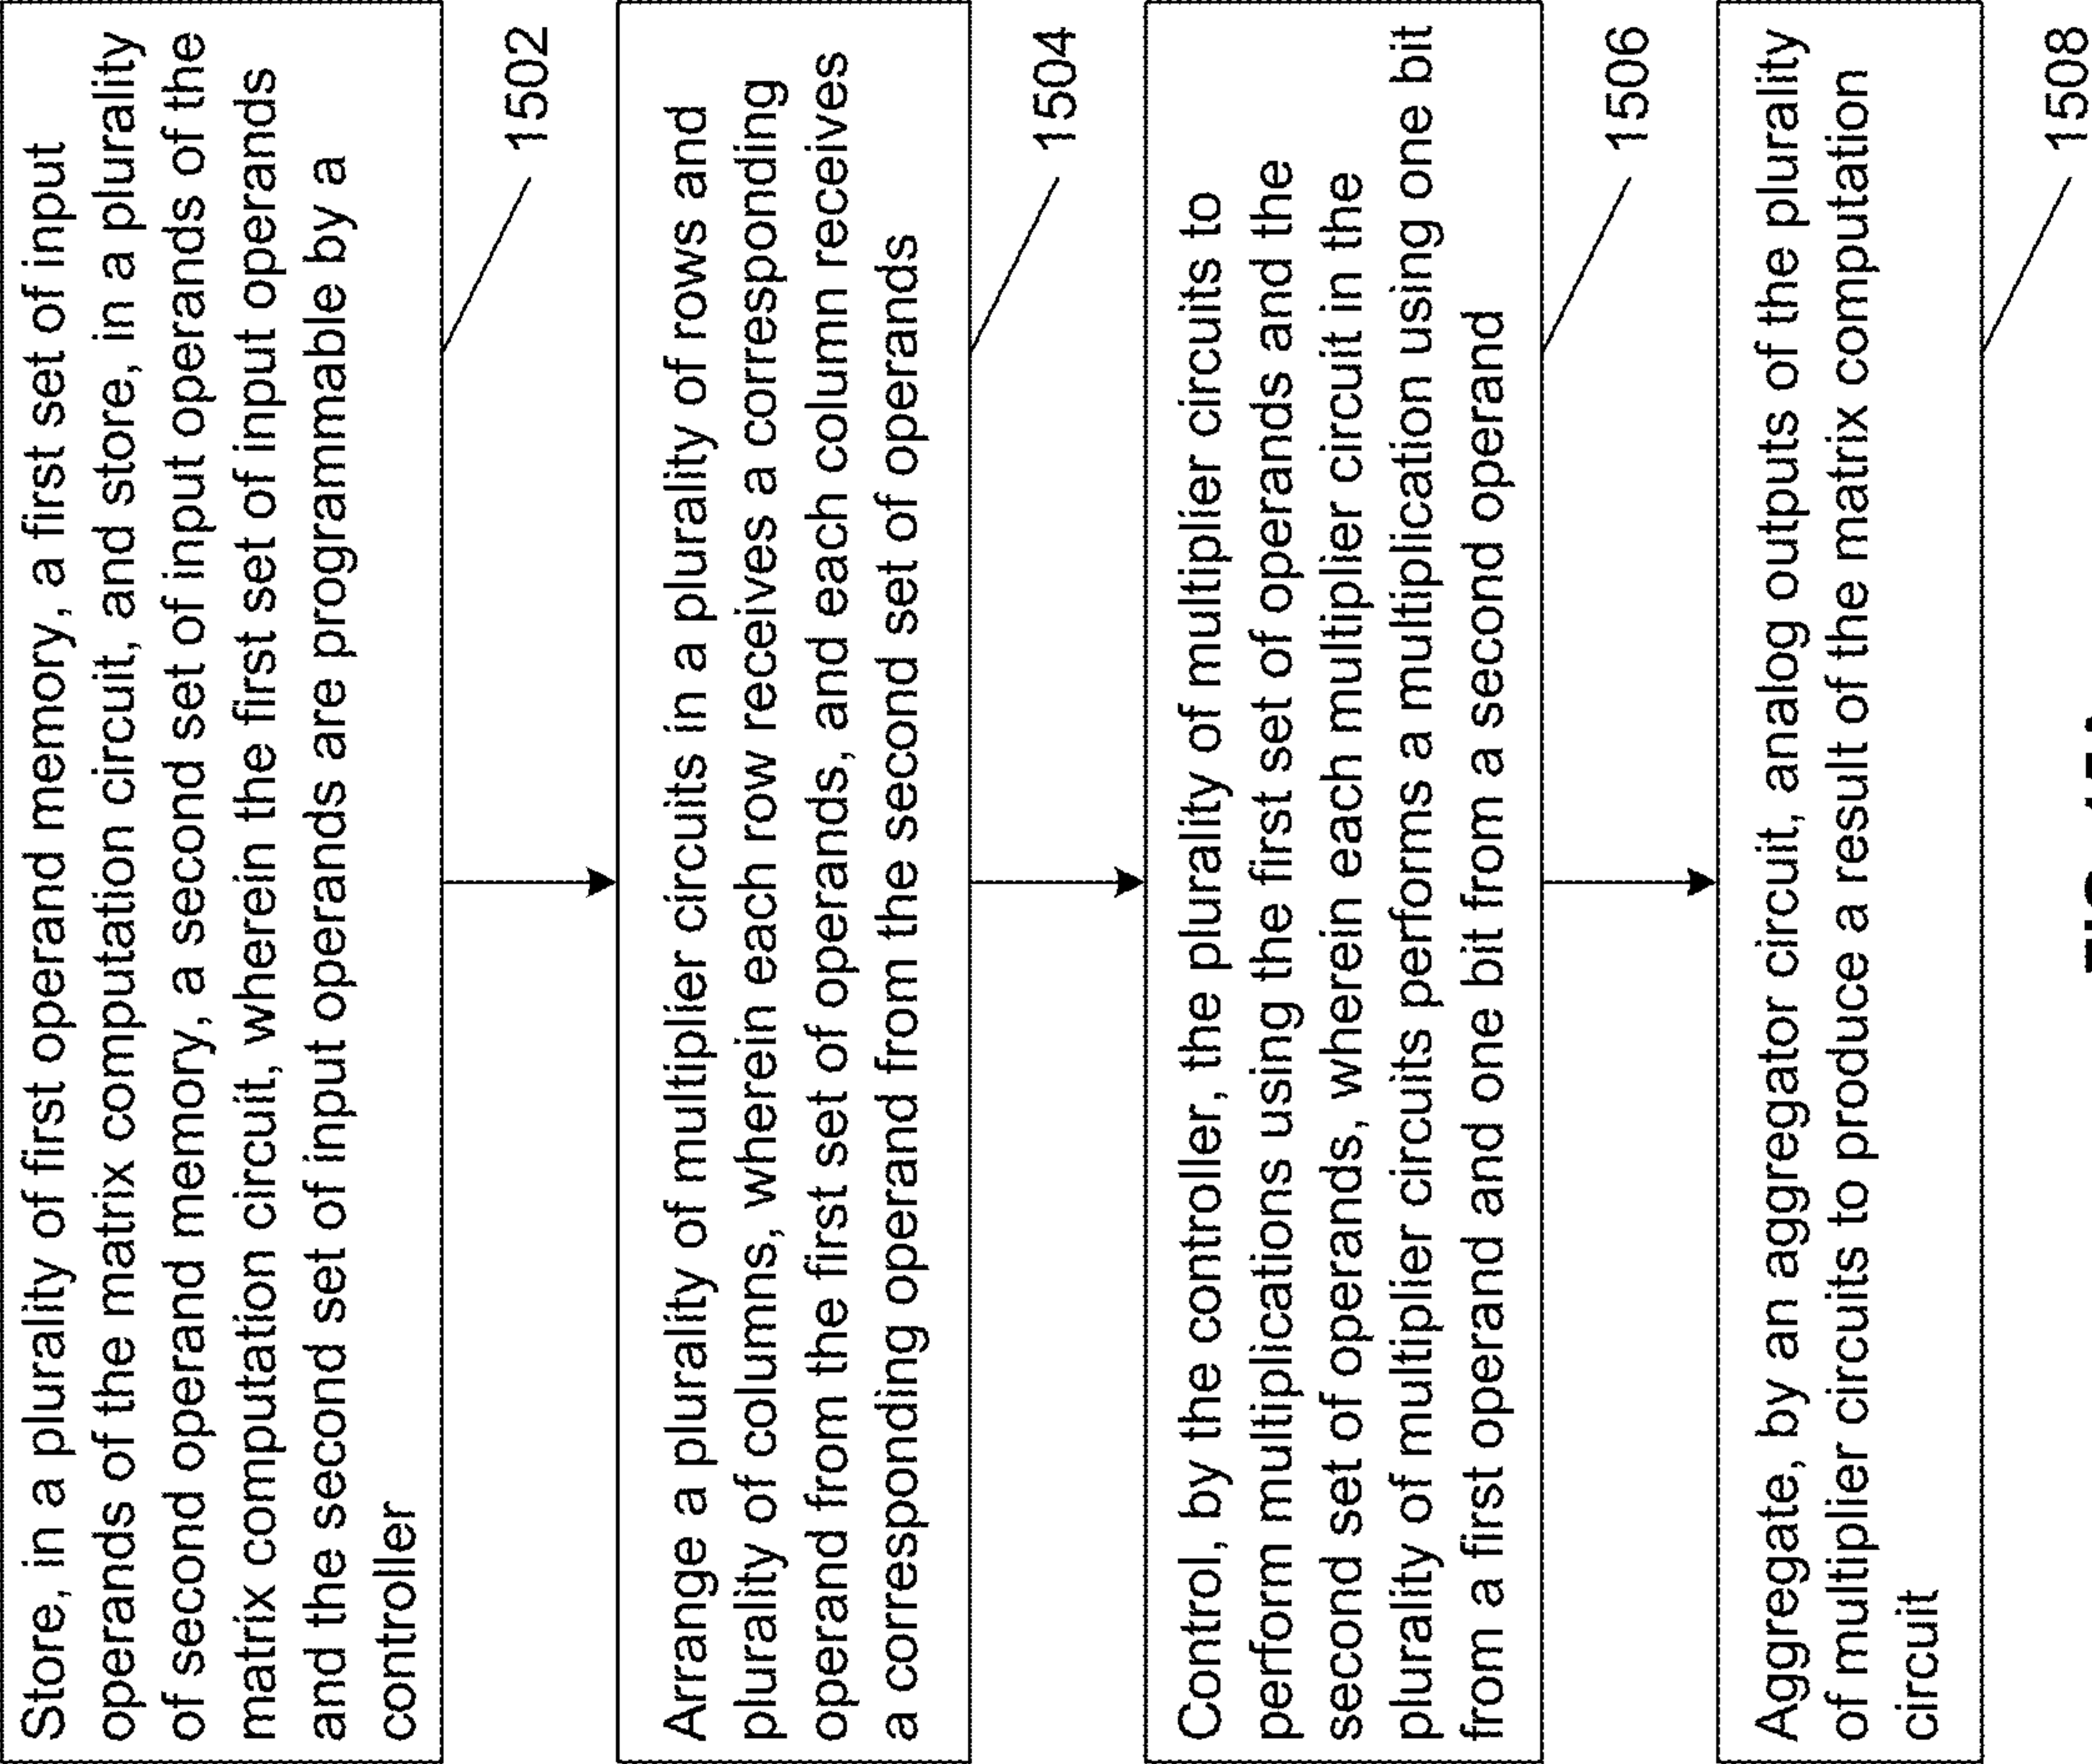 Store, in a plurality of first operand memory, a first set of input
operands of the matrix computation circuit, and store, in a plurality
of second operand memory, a second set of input operands of the
matrix computation circuit, wherein the first set of input operands
and the second set of input operands are programmable by a
controller
1502
Arrange a plurality of multiplier circuits in a plurality of rows and
plurality of columns, wherein each row receives a corresponding
operand from the first set of operands, and each column receives
a corresponding operand from the second set of operands
1504
Control, by the controller, the plurality of multiplier circuits to
perform multiplications using the first set of operands and the
second set of operands, wherein each multiplier circuit in the
plurality of multiplier circuits performs a multiplication using one bit
from a first operand and one bit from a second operand
1506
Aggregate, by an aggregator circuit, analog outputs of the plurality
of multiplier circuits to produce a result of the matrix computation
circuit
1508